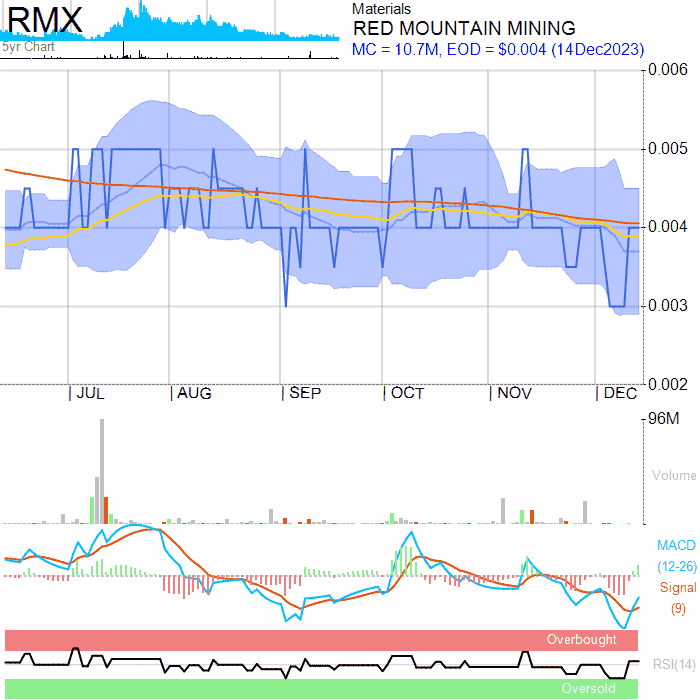 RMX
5yr Chart
Materials
RED MOUNTAIN MINING
MC = 10.7M, EOD = $0.004 (14Dec2023)
0.006
0.005
0.004
0.003
0.002
JUL AUG SEP OCT NOV DEC
96M
Volume
MACD
(12-26)
Signal
(9)
Overbought
RSI(14)
Oversold